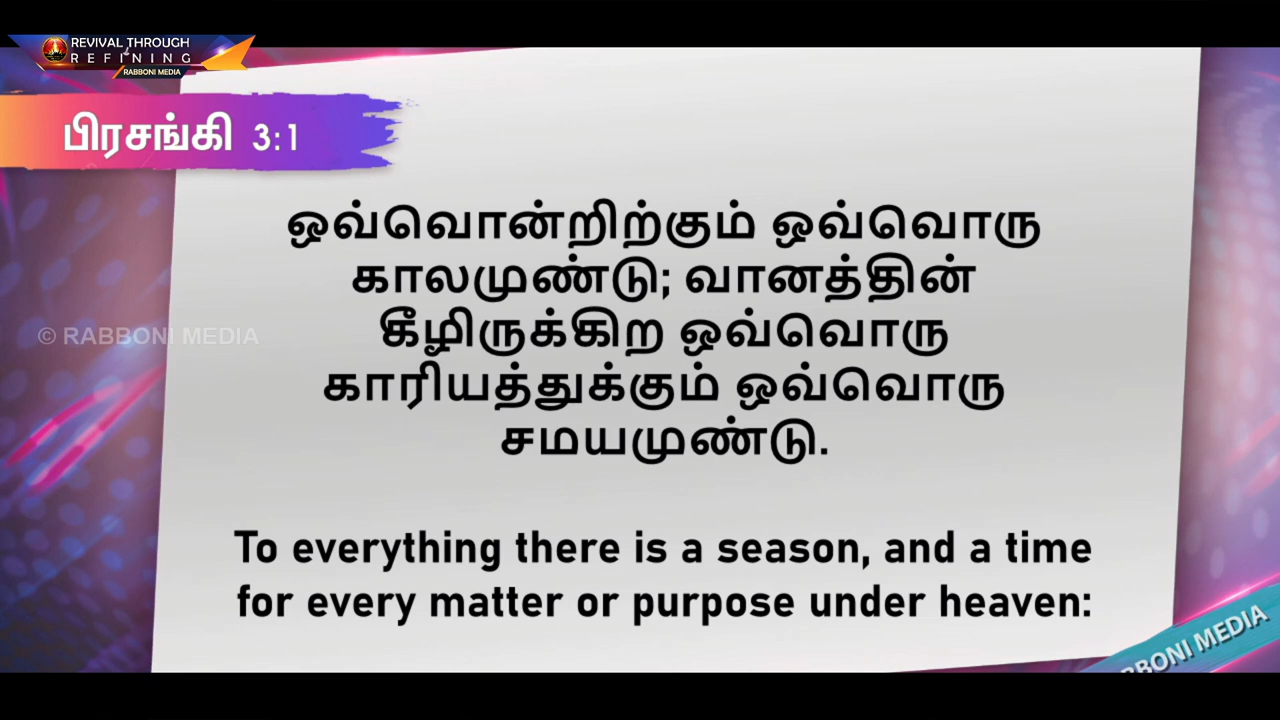 REVIVAL THROUGH
REFINING
RABBONI MEDIA
பிரசங்கி 3:1
ஒவ்வொன்றிற்கும் ஒவ்வொரு
காலமுண்டு; வானத்தின்
கீழிருக்கிற ஒவ்வொரு
காரியத்துக்கும் ஒவ்வொரு
சமயமுண்டு.
© RABBONI MEDIA
To everything there is a season, and a time
for every matter or purpose under heaven:
BBONI MEDIA